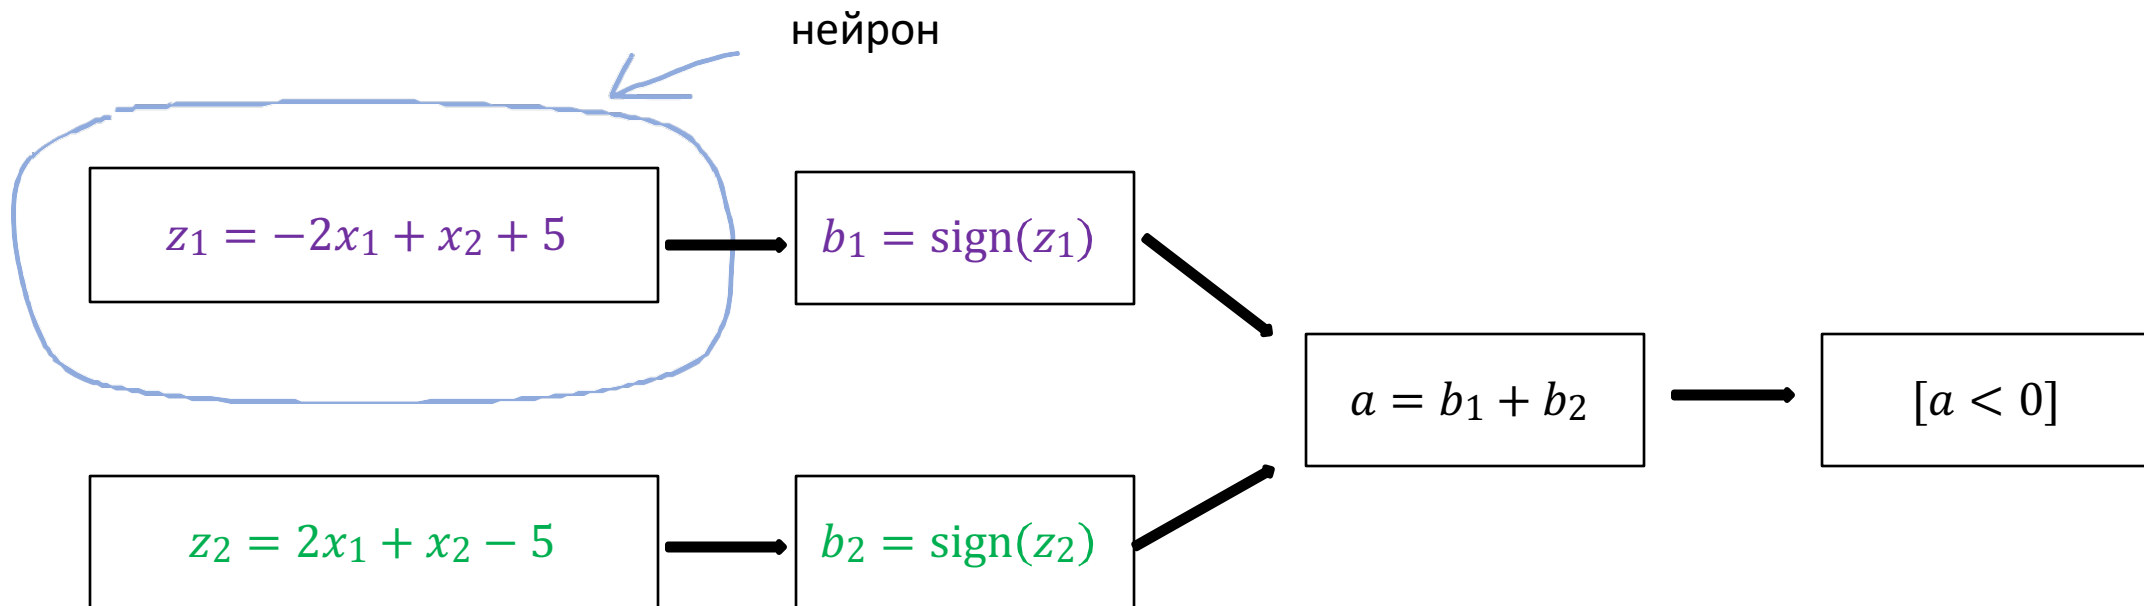 нейрон
z₁ = −2x₁ + x₂ + 5
b₁ = sign(z₁)
a = b₁ + b₂
[a < 0]
z₂ = 2x₁ + x₂ − 5
b₂ = sign(z₂)